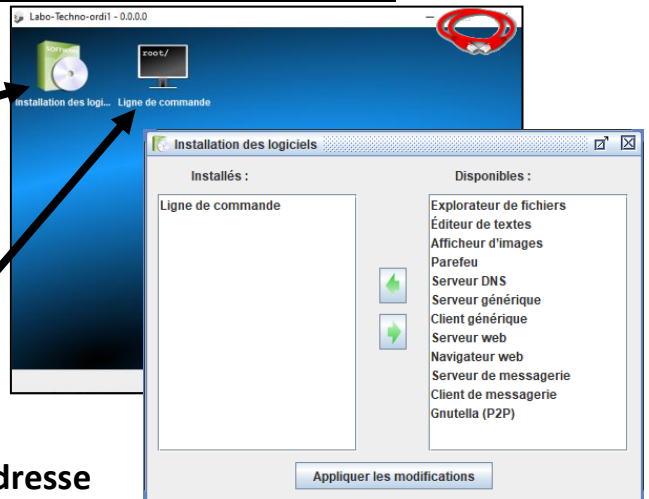 Labo-Techno-ordi1 - 0.0.0.0
SOFTWARE
root/
Installation des logi...
Ligne de commande
Installation des logiciels
Installés :
Disponibles :
Ligne de commande
Explorateur de fichiers
Éditeur de textes
Afficheur d'images
Parefeu
Serveur DNS
Serveur générique
Client générique
Serveur web
Navigateur web
Serveur de messagerie
Client de messagerie
Gnutella (P2P)
Appliquer les modifications
dresse